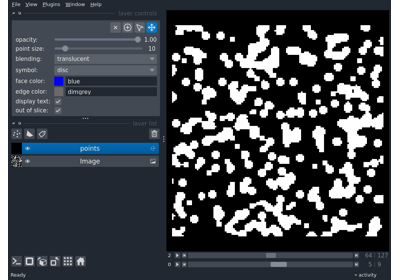 File View Plugins Window Help
layer controls
opacity: 1.00
point size: 10
blending: translucent
symbol: disc
face color: blue
edge color: dimgrey
display text:
out of slice:
layer list
points
Image
2 64 127
0 5 9
Ready activity